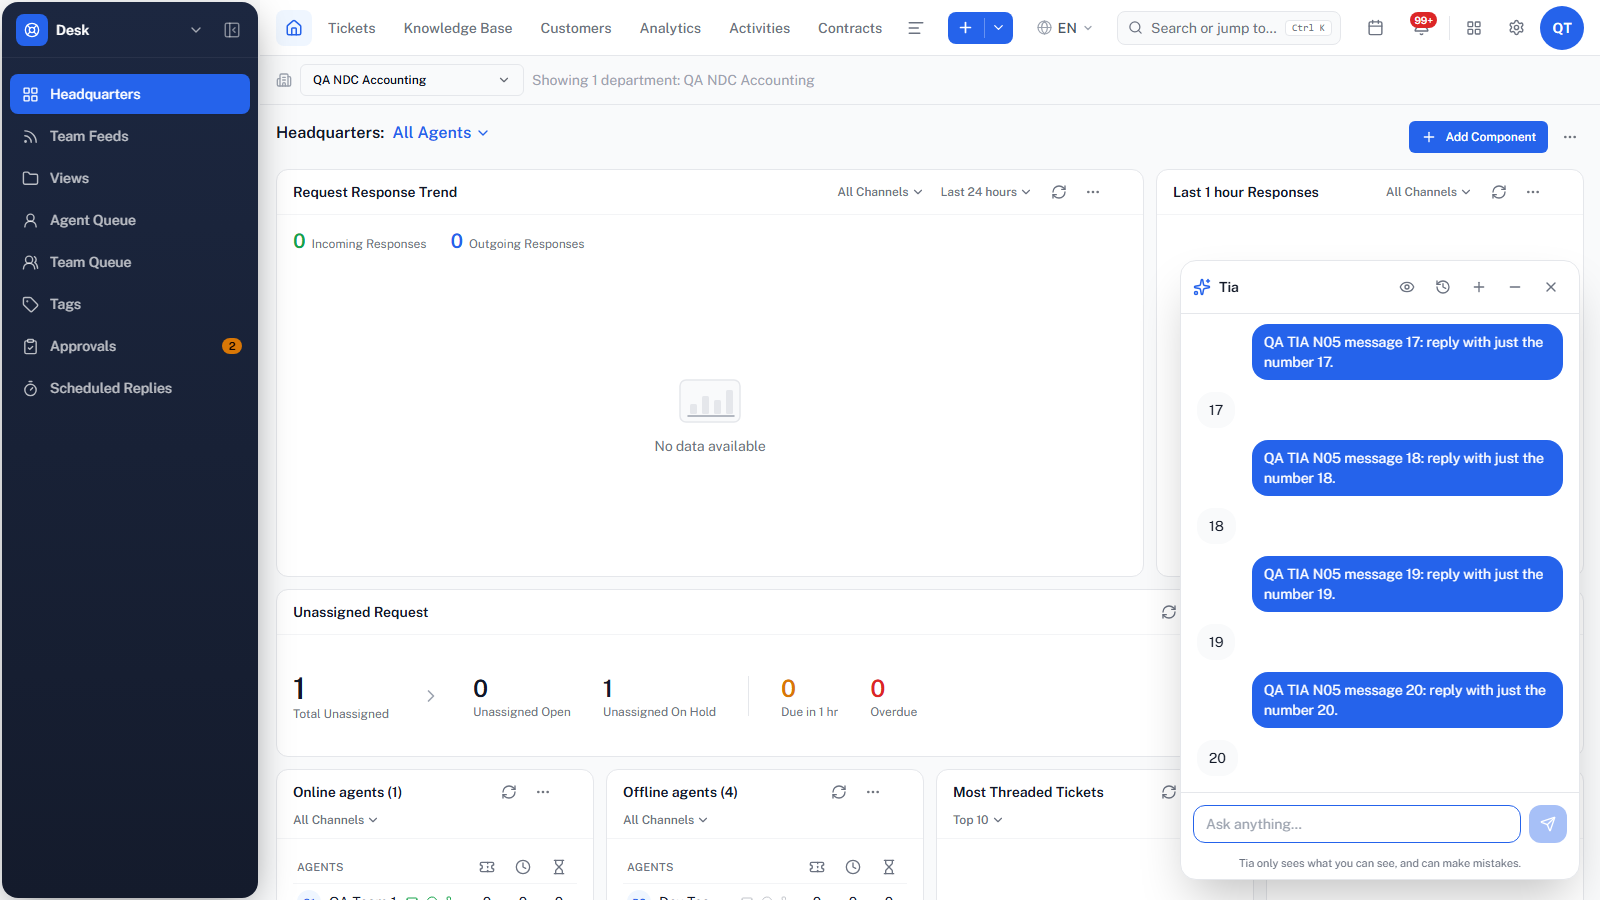 Desk
Headquarters
Team Feeds
Views
Agent Queue
Team Queue
Tags
Approvals 2
Scheduled Replies
Tickets Knowledge Base Customers Analytics Activities Contracts EN Search or jump to... Ctrl K 99+ QT
QA NDC Accounting Showing 1 department: QA NDC Accounting
Headquarters: All Agents Add Component
Request Response Trend All Channels Last 24 hours
0 Incoming Responses 0 Outgoing Responses
No data available
Last 1 hour Responses All Channels
Unassigned Request
1 Total Unassigned
0 Unassigned Open
1 Unassigned On Hold
0 Due in 1 hr
0 Overdue
Online agents (1)
All Channels
AGENTS
Offline agents (4)
All Channels
AGENTS
Most Threaded Tickets
Top 10
Tia
QA TIA N05 message 17: reply with just the
number 17.
17
QA TIA N05 message 18: reply with just the
number 18.
18
QA TIA N05 message 19: reply with just the
number 19.
19
QA TIA N05 message 20: reply with just the
number 20.
20
Ask anything...
Tia only sees what you can see, and can make mistakes.